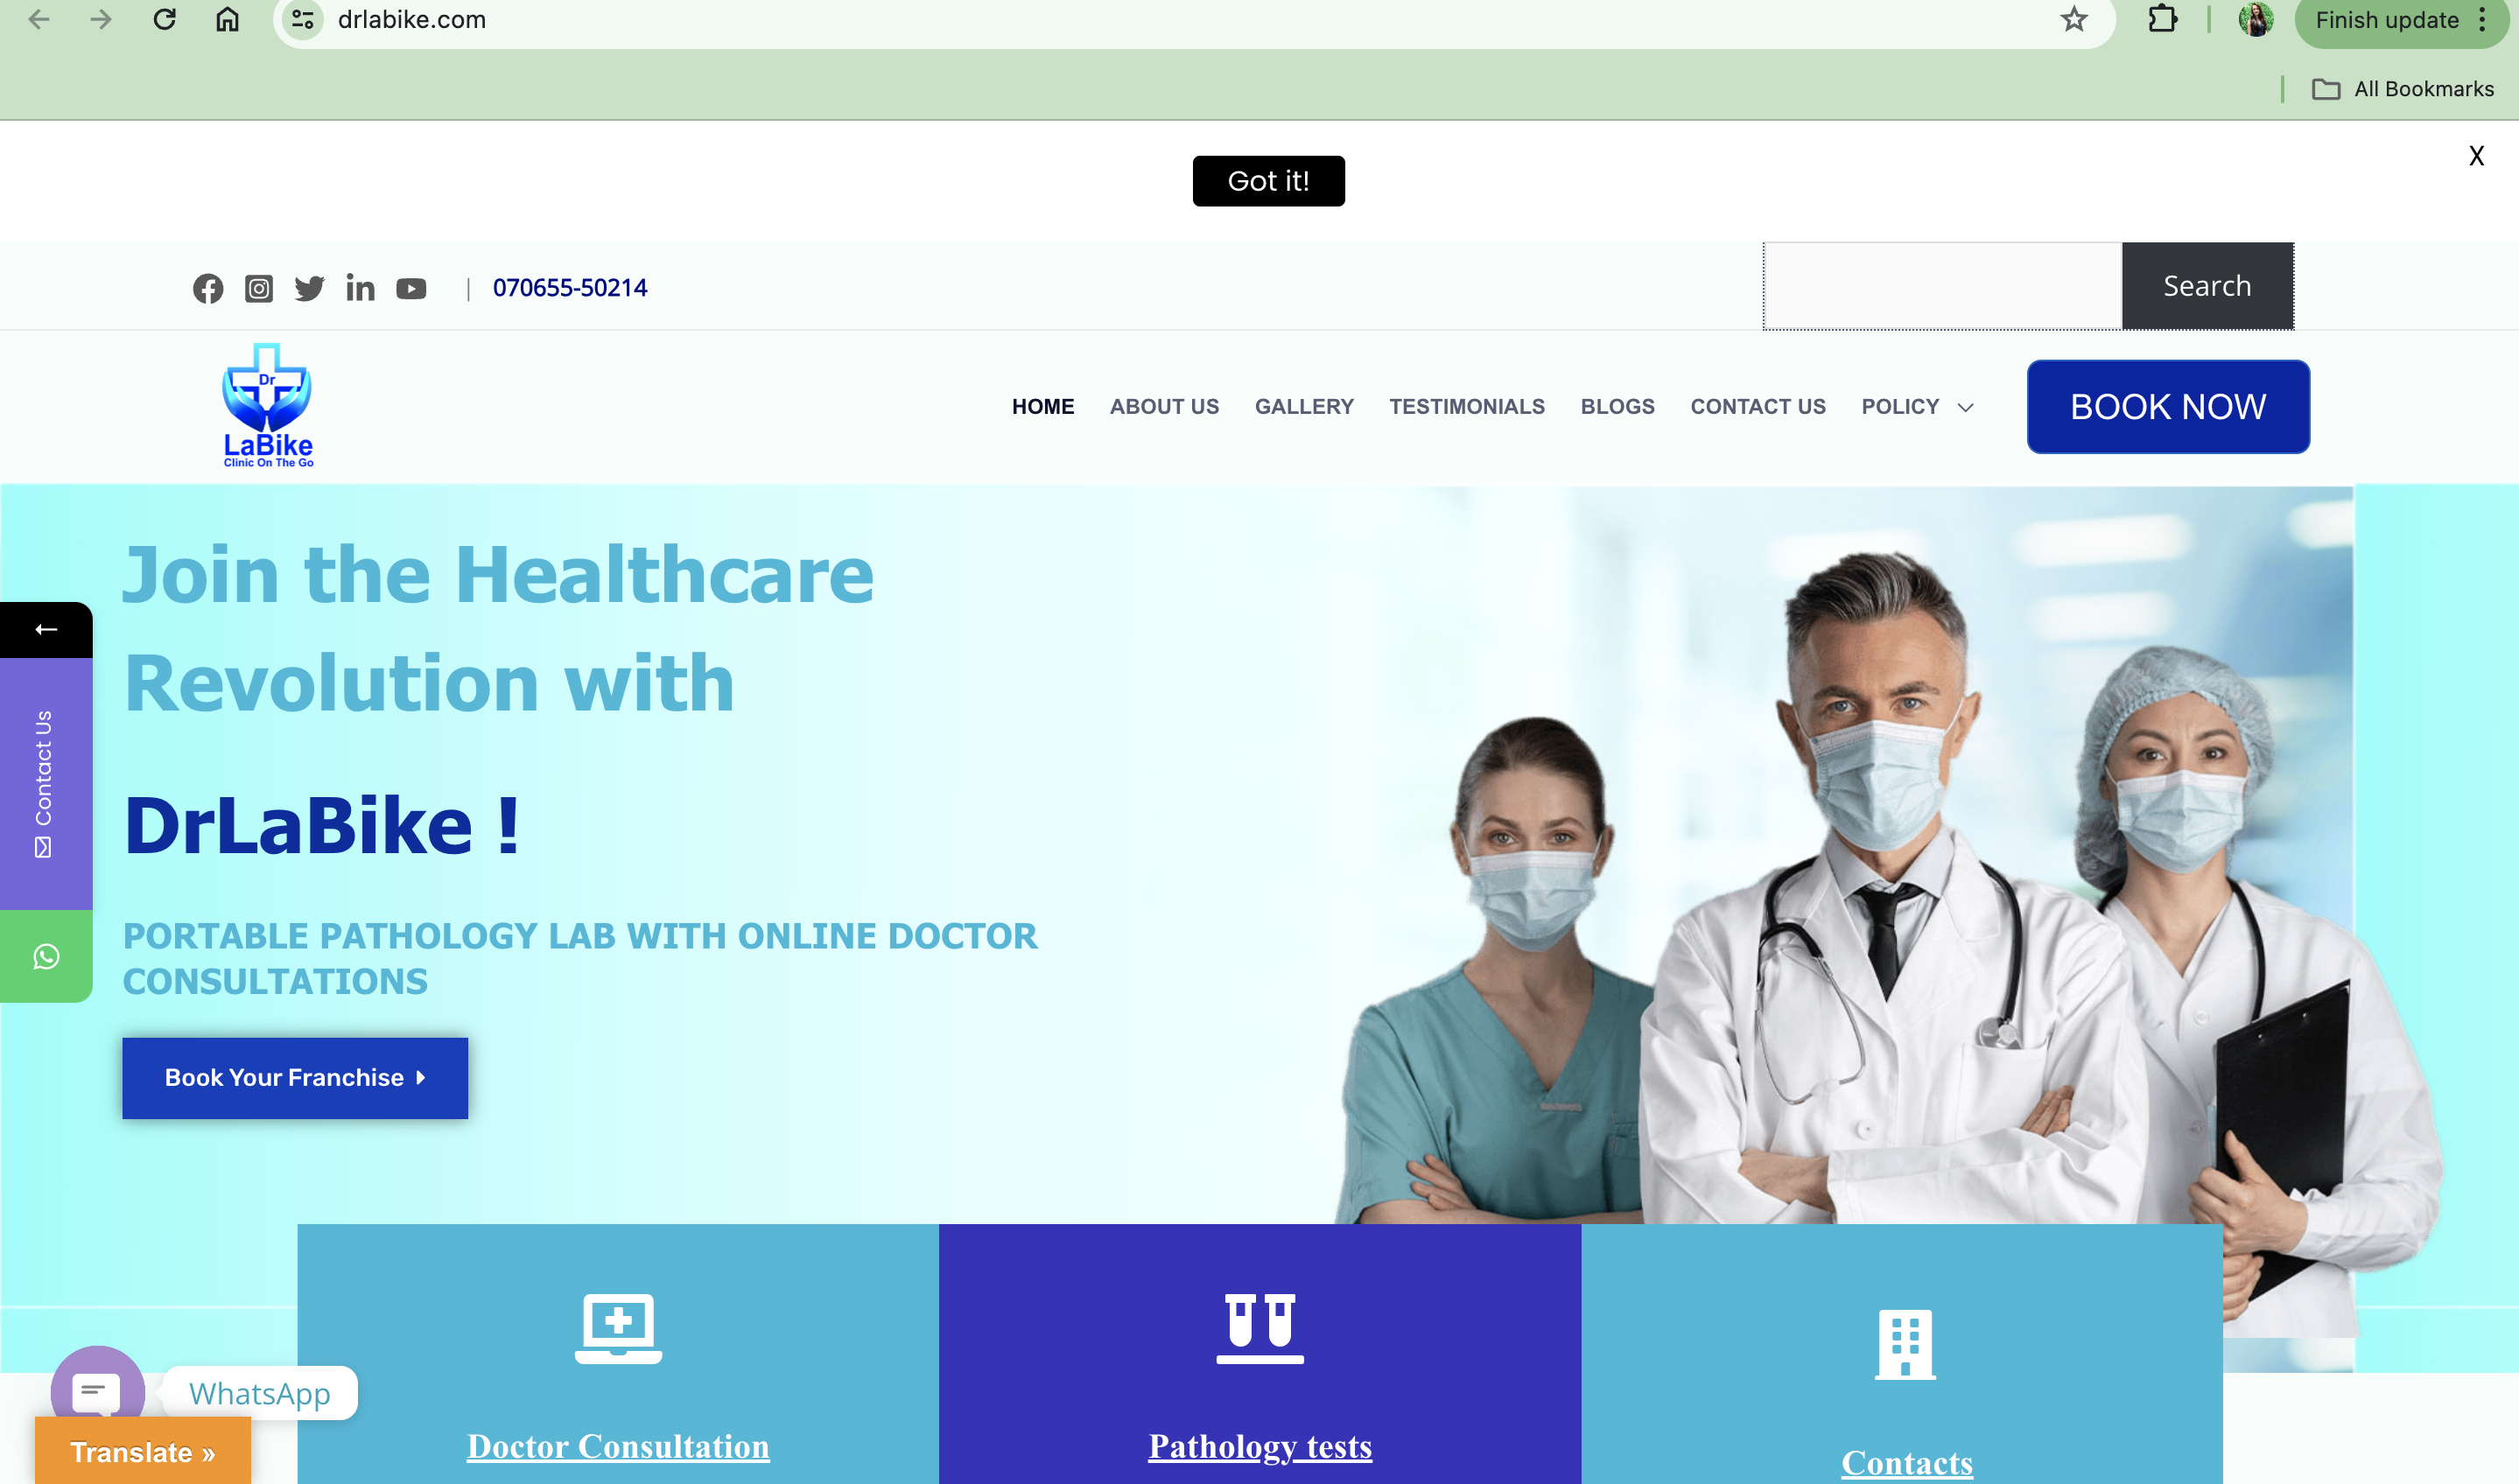 drlabike.com
Finish update
All Bookmarks
Got it!
X
| 070655-50214
Search
Dr
LaBike
Clinic On The Go
HOME ABOUT US GALLERY TESTIMONIALS BLOGS CONTACT US POLICY
BOOK NOW
Join the Healthcare
Revolution with
DrLaBike !
PORTABLE PATHOLOGY LAB WITH ONLINE DOCTOR
CONSULTATIONS
Book Your Franchise
Contact Us
Doctor Consultation
Pathology tests
Contacts
WhatsApp
Translate »